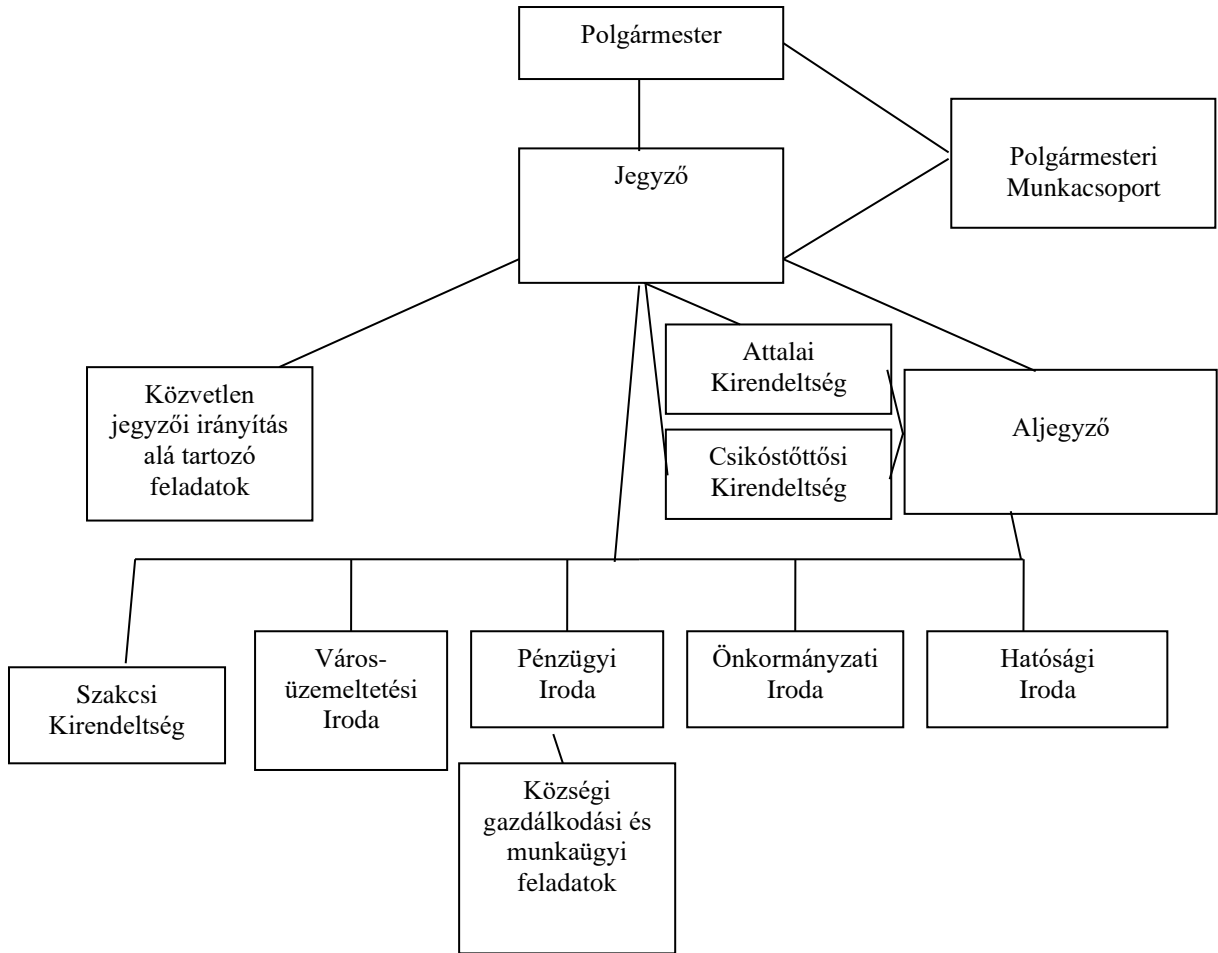 Polgármester
Polgármesteri
Munkacsoport
Jegyző
Attalai
Kirendeltség
Közvetlen
jegyzői irányítás
alá tartozó
feladatok
Csikóstőttősi
Kirendeltség
Aljegyző
Szakcsi
Kirendeltség
Város-
üzemeltetési
Iroda
Pénzügyi
Iroda
Önkormányzati
Iroda
Hatósági
Iroda
Községi
gazdálkodási és
munkaügyi
feladatok